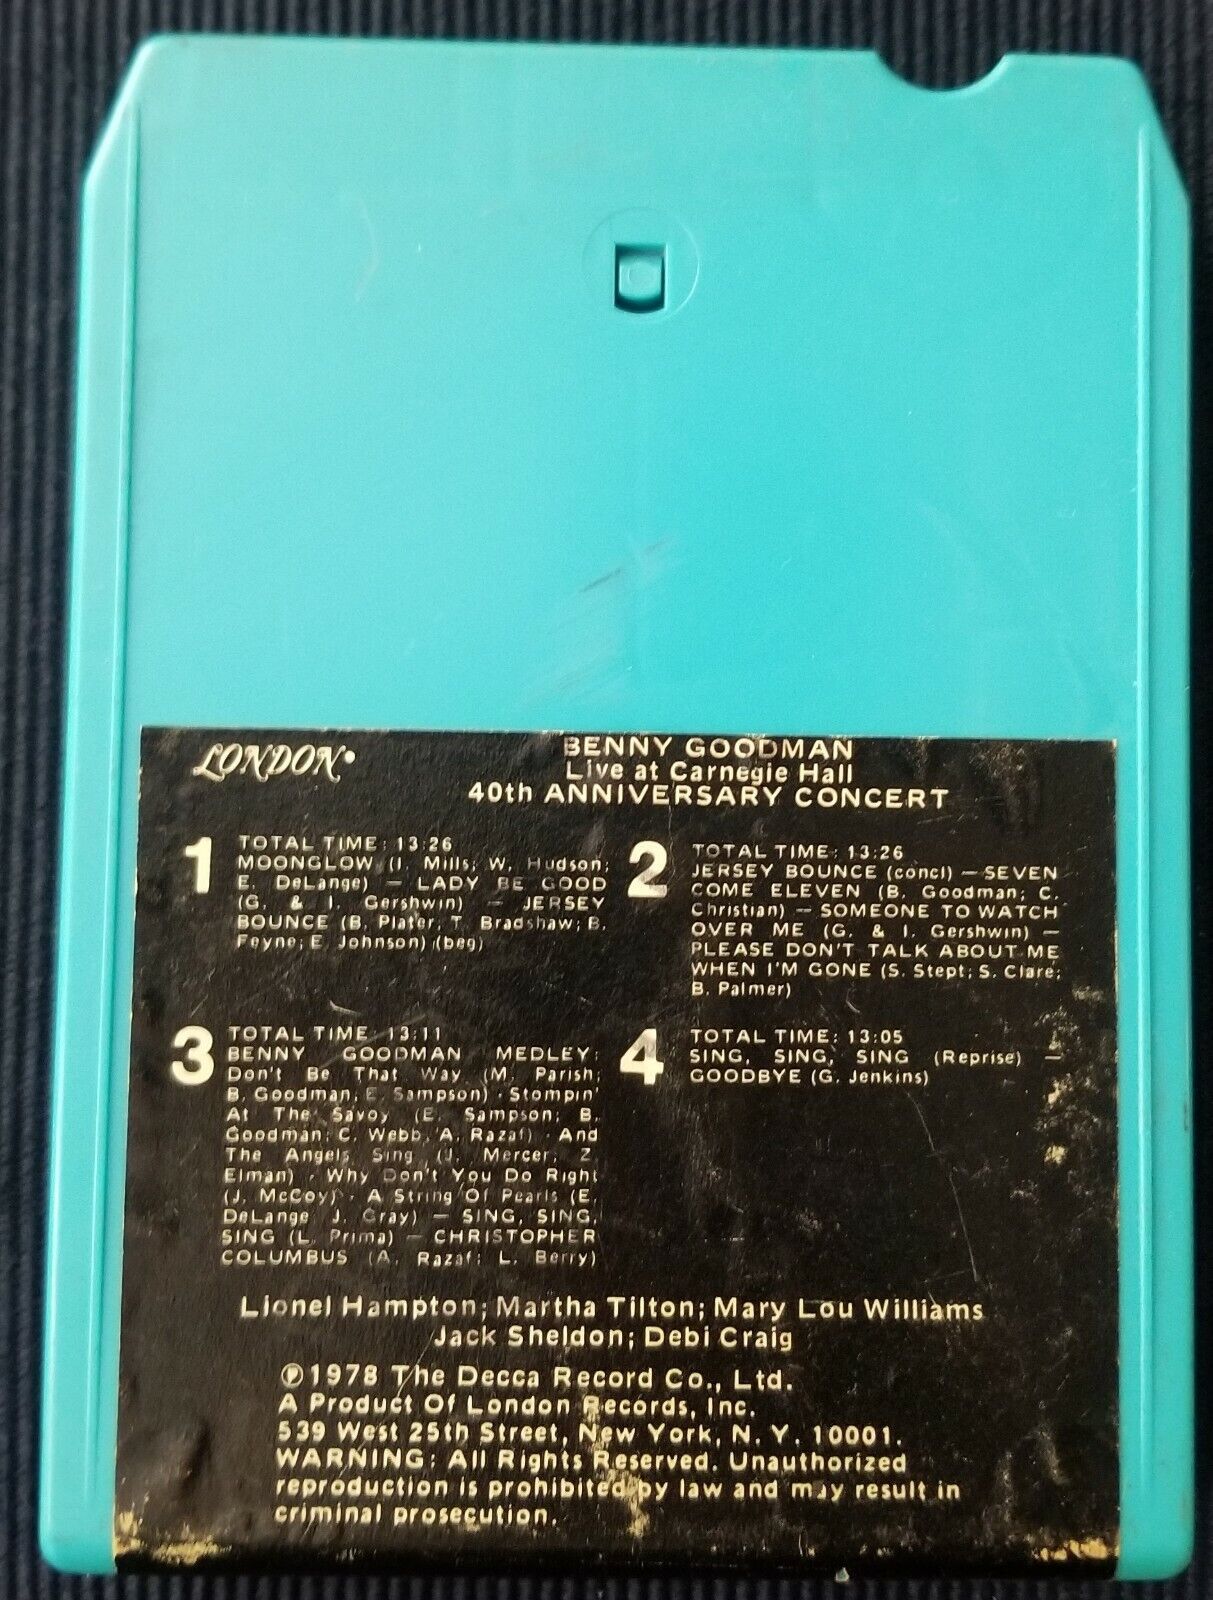 LONDON
BENNY GOODMAN
Live at Carnegie Hall
40th ANNIVERSARY CONCERT
1
TOTAL TIME: 13:26
MOONGLOW (I. Mills; W. Hudson;
E. DeLange) — LADY BE GOOD
(G. & I. Gershwin) — JERSEY
BOUNCE (B. Plater; T. Bradshaw; B.
Feyne; E. Johnson) (beg)
2
TOTAL TIME: 13:26
JERSEY BOUNCE (concl) — SEVEN
COME ELEVEN (B. Goodman; C.
Christian) — SOMEONE TO WATCH
OVER ME (G. & I. Gershwin) —
PLEASE DON'T TALK ABOUT ME
WHEN I'M GONE (S. Stept; S. Clare;
B. Palmer)
3
TOTAL TIME 13:11
BENNY GOODMAN MEDLEY:
Don't Be That Way (M. Parish;
B. Goodman; E. Sampson) · Stompin'
At The Savoy (E. Sampson; B.
Goodman; C. Webb, A. Razaf) · And
The Angels Sing (J. Mercer; Z.
Elman) · Why Don't You Do Right
(J. McCoy) · A String Of Pearls (E.
DeLange J. Gray) — SING, SING,
SING (L. Prima) — CHRISTOPHER
COLUMBUS (A. Razaf; L. Berry)
4
TOTAL TIME: 13:05
SING, SING, SING (Reprise) —
GOODBYE (G. Jenkins)
Lionel Hampton; Martha Tilton; Mary Lou Williams
Jack Sheldon; Debi Craig
℗1978 The Decca Record Co., Ltd.
A Product Of London Records, Inc.
539 West 25th Street, New York, N. Y. 10001.
WARNING: All Rights Reserved. Unauthorized
reproduction is prohibited by law and may result in
criminal prosecution.